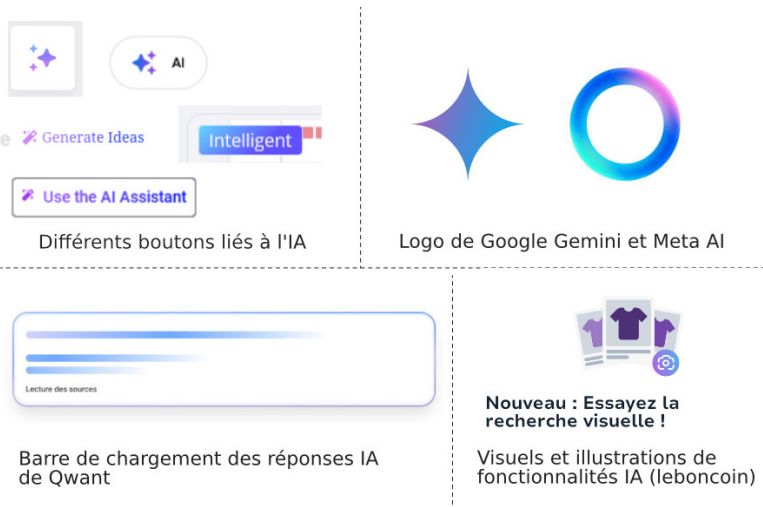 AI
Generate Ideas
Intelligent
Use the AI Assistant
Différents boutons liés à l'IA
Logo de Google Gemini et Meta AI
Lecture des sources
Barre de chargement des réponses IA
de Qwant
Nouveau : Essayez la
recherche visuelle !
Visuels et illustrations de
fonctionnalités IA (leboncoin)